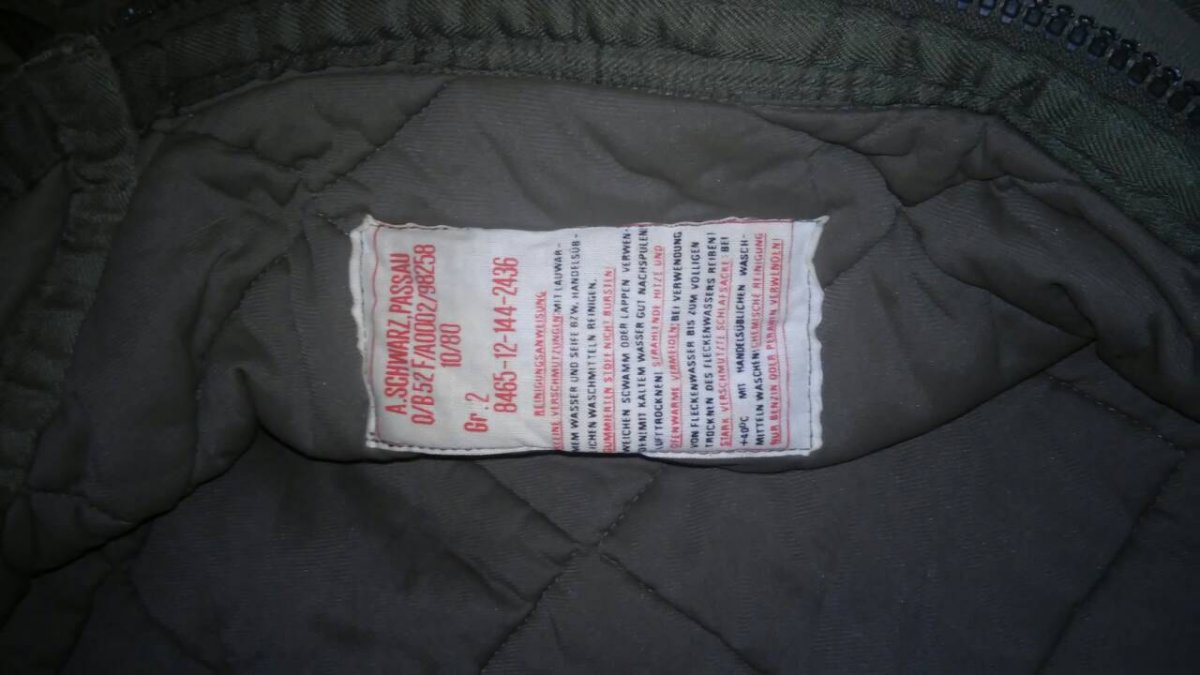 A.SCHWARZ,PASSAU
O/B52F/A0002/98258
10/80
Gr.2
8465-12-144-2436
REINIGUNGSANWEISUNG
KLEINE VERSCHMUTZUNGEN: MIT LAUWAR-
MEM WASSER UND SEIFE BZW. HANDELSÜB-
LICHEN WASCHMITTELN REINIGEN.
GUMMIERTEN STOFF NICHT BÜRSTEN:
WEICHEN SCHWAMM ODER LAPPEN VERWEN-
DEN! MIT KALTEM WASSER GUT NACHSPÜLEN!
LUFTTROCKNEN! STRAHLENDE HITZE UND
OFENWÄRME VERMEIDEN: BEI VERWENDUNG
VON FLECKENWASSER BIS ZUM VÖLLIGEN
TROCKNEN DES FLECKENWASSERS REIBEN!
STARK VERSCHMUTZTE SCHLAFSÄCKE: BEI
+40°C MIT HANDELSÜBLICHEN WASCH-
MITTELN WASCHEN! CHEMISCHE REINIGUNG
NUR BENZIN ODER PERAWIN VERWENDEN!